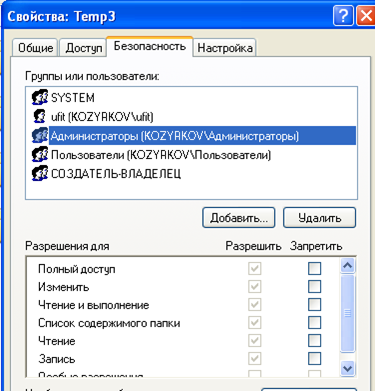 Свойства: Temp3
Общие Доступ Безопасность Настройка
Группы или пользователи:
SYSTEM
ufit (KOZYRKOV\ufit)
Администраторы (KOZYRKOV\Администраторы)
Пользователи (KOZYRKOV\Пользователи)
СОЗДАТЕЛЬ-ВЛАДЕЛЕЦ
Добавить... Удалить
Разрешения для Разрешить Запретить
Полный доступ
Изменить
Чтение и выполнение
Список содержимого папки
Чтение
Запись
Особые разрешения